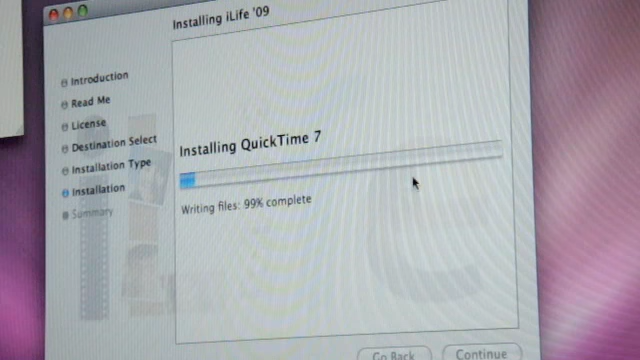 Installing iLife '09
Introduction
Read Me
License
Destination Select
Installation Type
Installation
Summary
Installing QuickTime 7
Writing files: 99% complete
Go Back
Continue